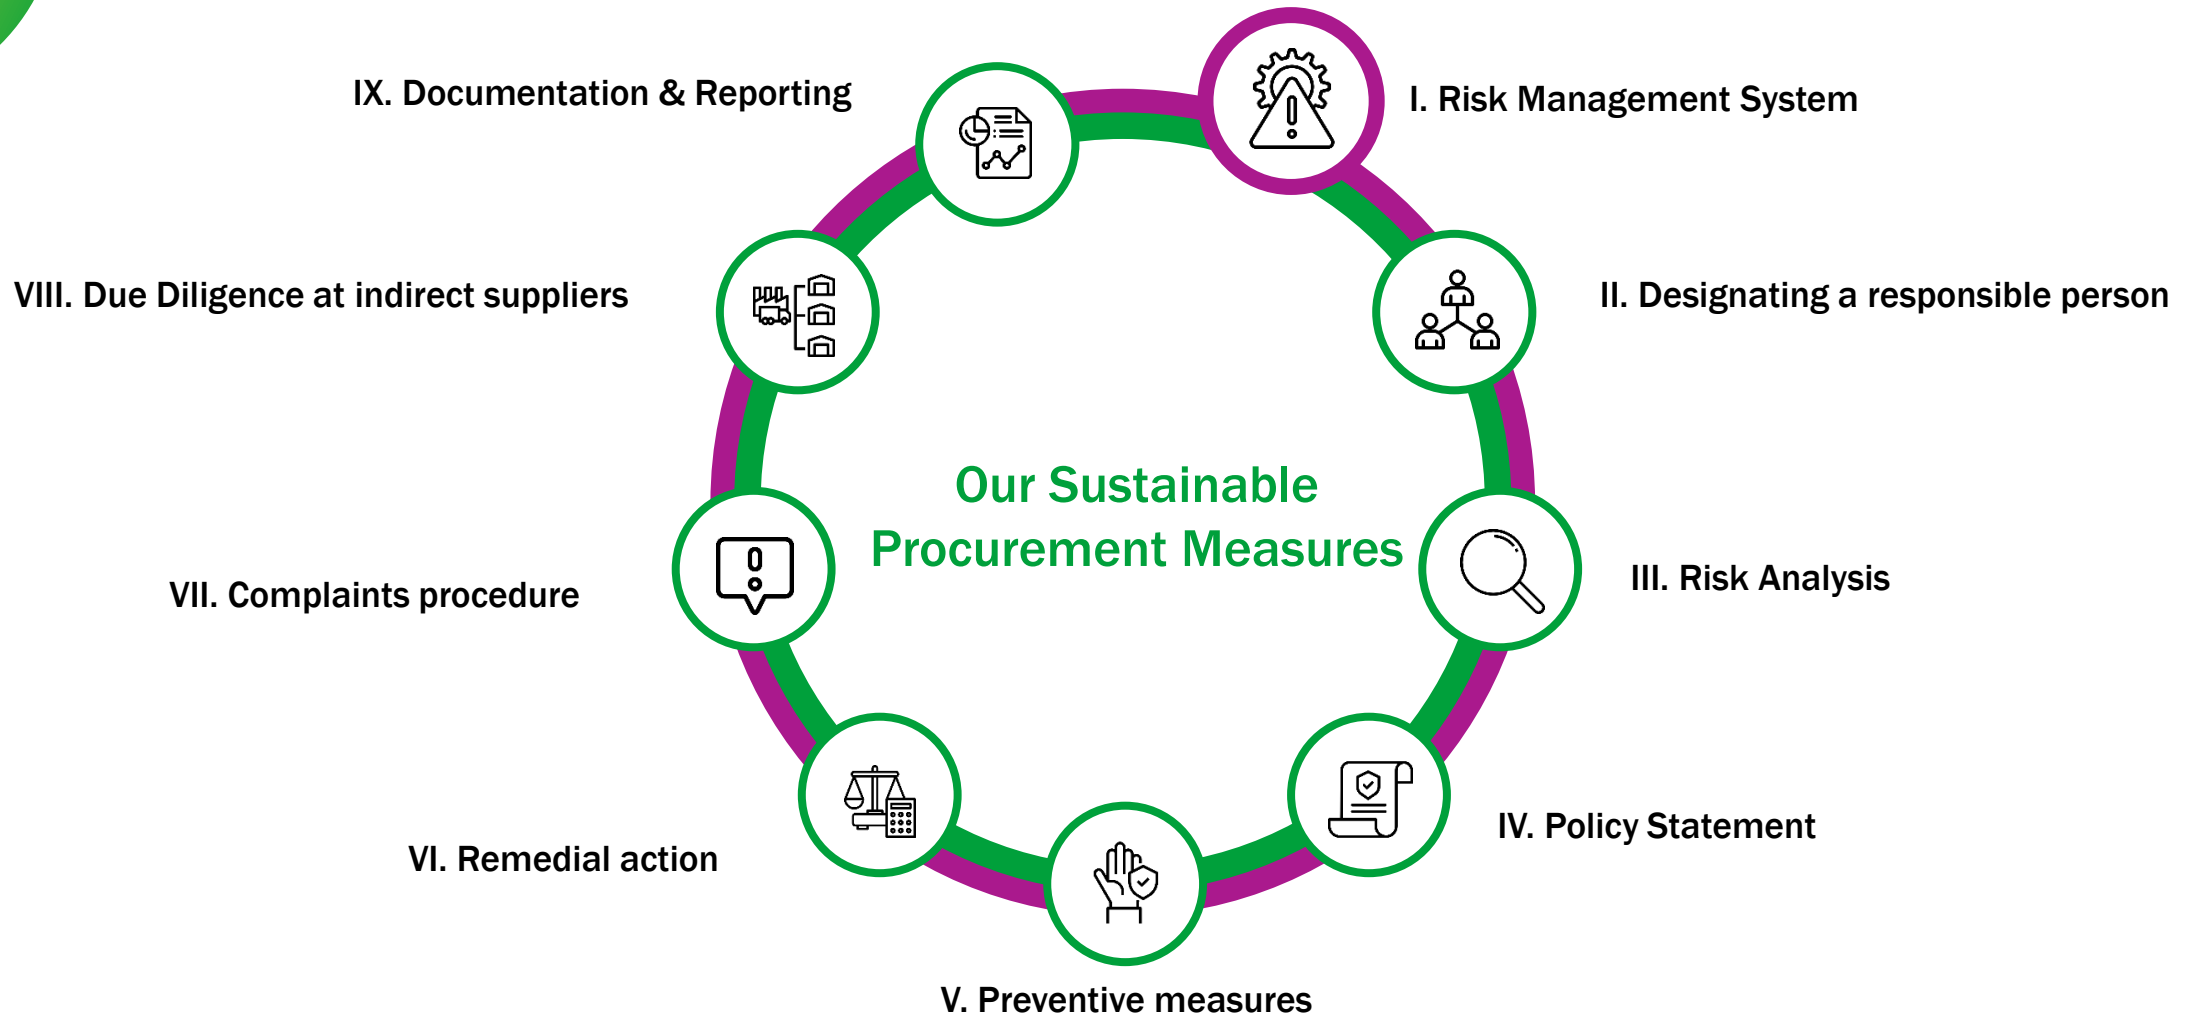 I. Risk Management System
II. Designating a responsible person
III. Risk Analysis
IV. Policy Statement
V. Preventive measures
VI. Remedial action
VII. Complaints procedure
VIII. Due Diligence at indirect suppliers
IX. Documentation & Reporting
Our Sustainable
Procurement Measures